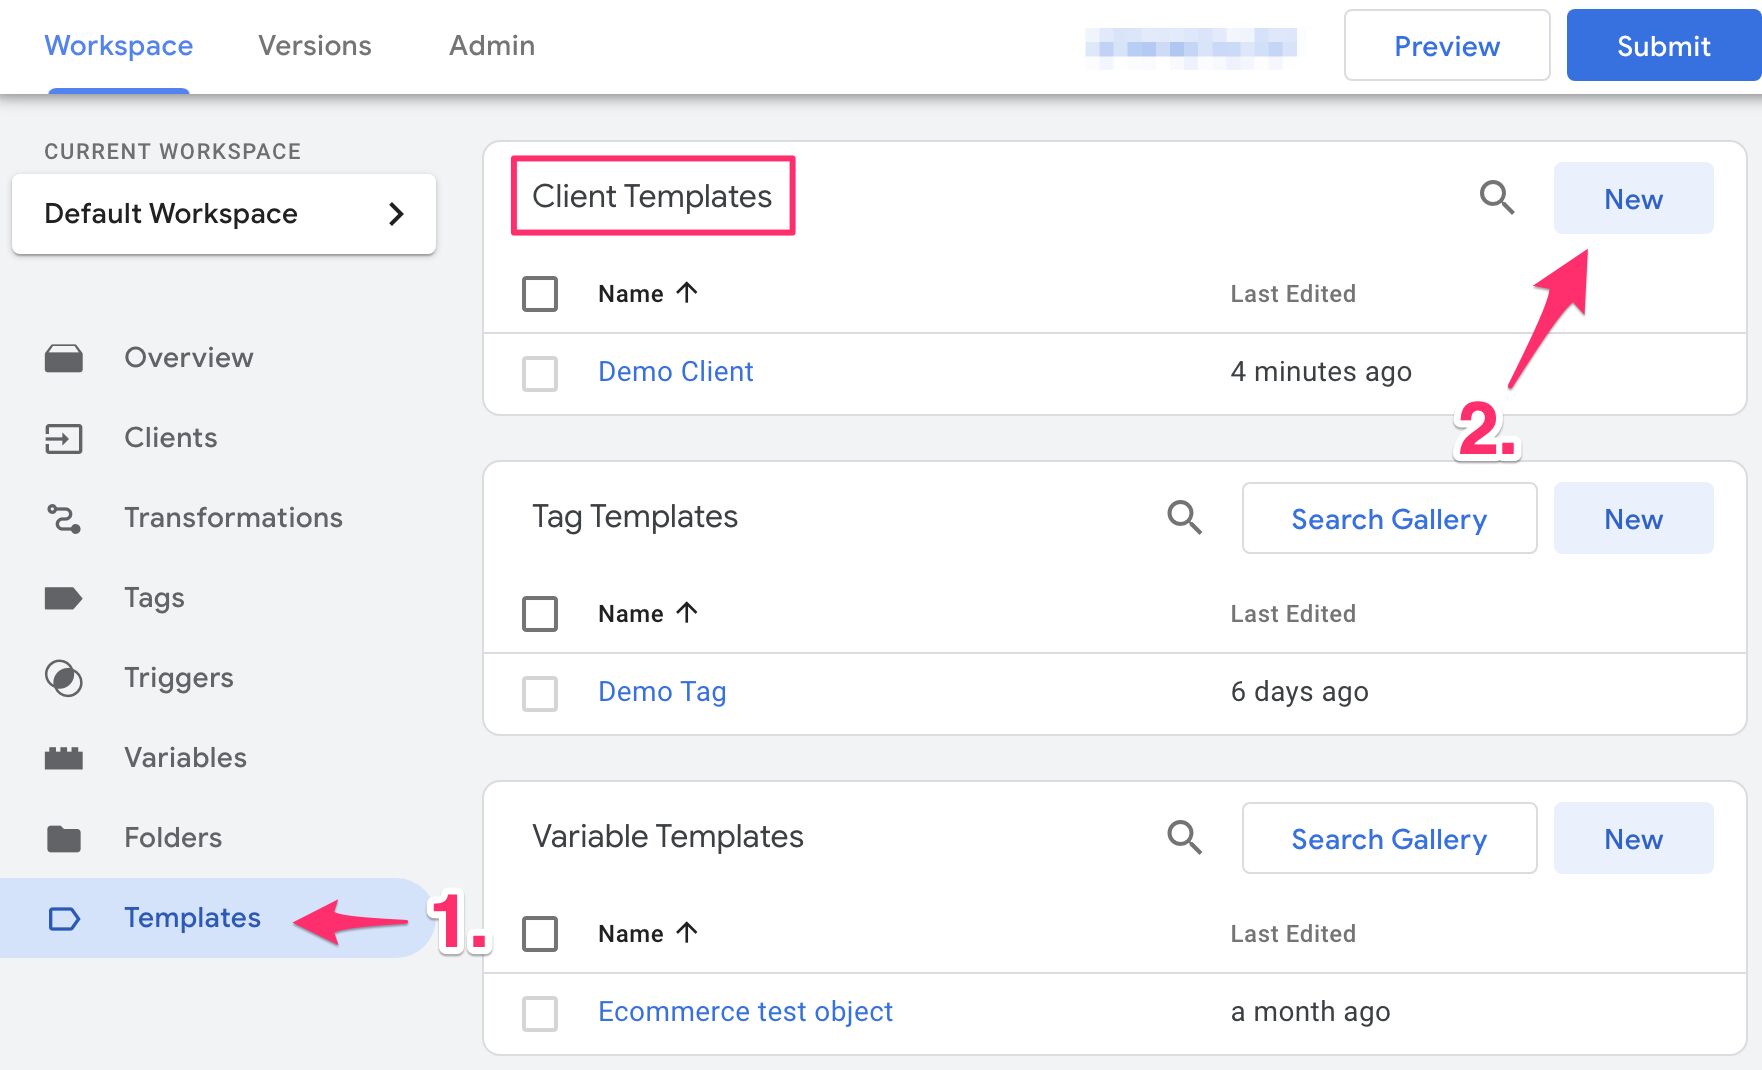 Workspace Versions Admin Preview Submit
CURRENT WORKSPACE
Default Workspace
Overview
Clients
Transformations
Tags
Triggers
Variables
Folders
Templates
1.
Client Templates New
Name Last Edited
Demo Client 4 minutes ago
2.
Tag Templates Search Gallery New
Name Last Edited
Demo Tag 6 days ago
Variable Templates Search Gallery New
Name Last Edited
Ecommerce test object a month ago